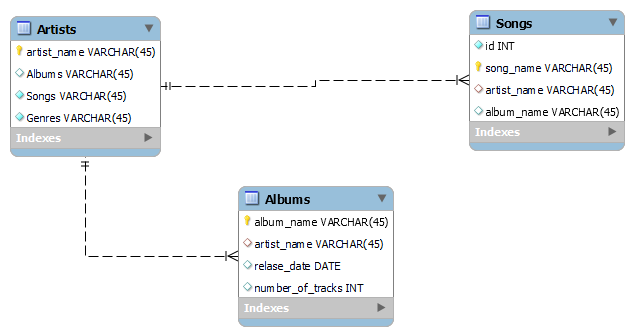 Artists
artist_name VARCHAR(45)
Albums VARCHAR(45)
Songs VARCHAR(45)
Genres VARCHAR(45)
Indexes
Songs
id INT
song_name VARCHAR(45)
artist_name VARCHAR(45)
album_name VARCHAR(45)
Indexes
Albums
album_name VARCHAR(45)
artist_name VARCHAR(45)
relase_date DATE
number_of_tracks INT
Indexes